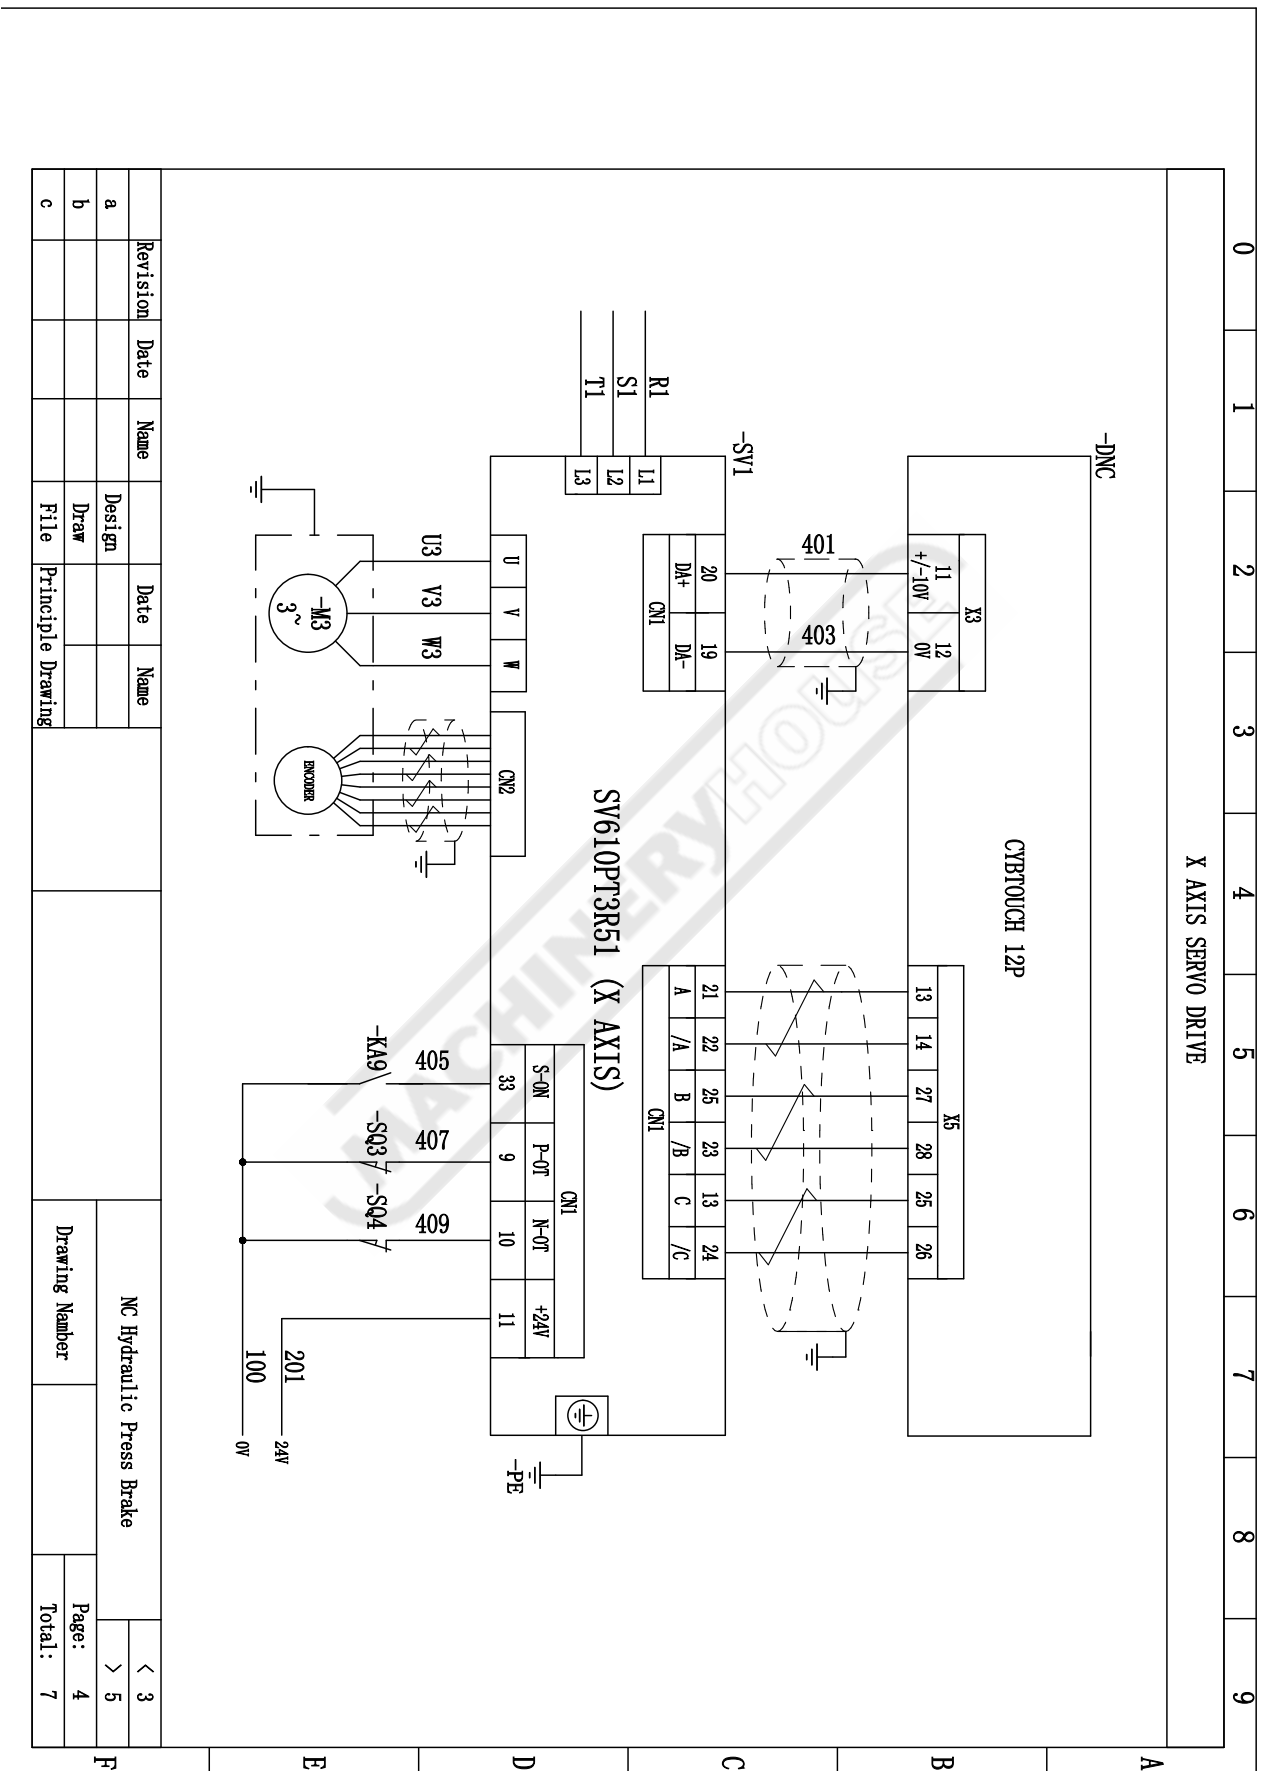 0 1 2 3 4 5 6 7 8 9
X AXIS SERVO DRIVE
A
B
C
D
E
F
-DNC
CYBTOUCH 12P
X3
11 12
+/-10V 0V
X5
13 14 27 28 25 26
401 403
-SV1
20 19
DA+ DA-
CN1
21 22 25 23 13 24
A /A B /B C /C
CN1
R1
S1
T1
L1
L2
L3
SV610PT3R51 (X AXIS)
CN1
S-ON P-OT N-OT +24V
33 9 10 11
U V W
CN2
-PE
U3 V3 W3
405 407 409
-KA9 -SQ3 -SQ4
-M3
3~
ENCODER
201
24V
100
0V
MACHINERYHOUSE
Revision Date Name Date Name
a Design
b Draw
c File Principle Drawing
NC Hydraulic Press Brake
Drawing Namber
< 3
> 5
Page: 4
Total: 7